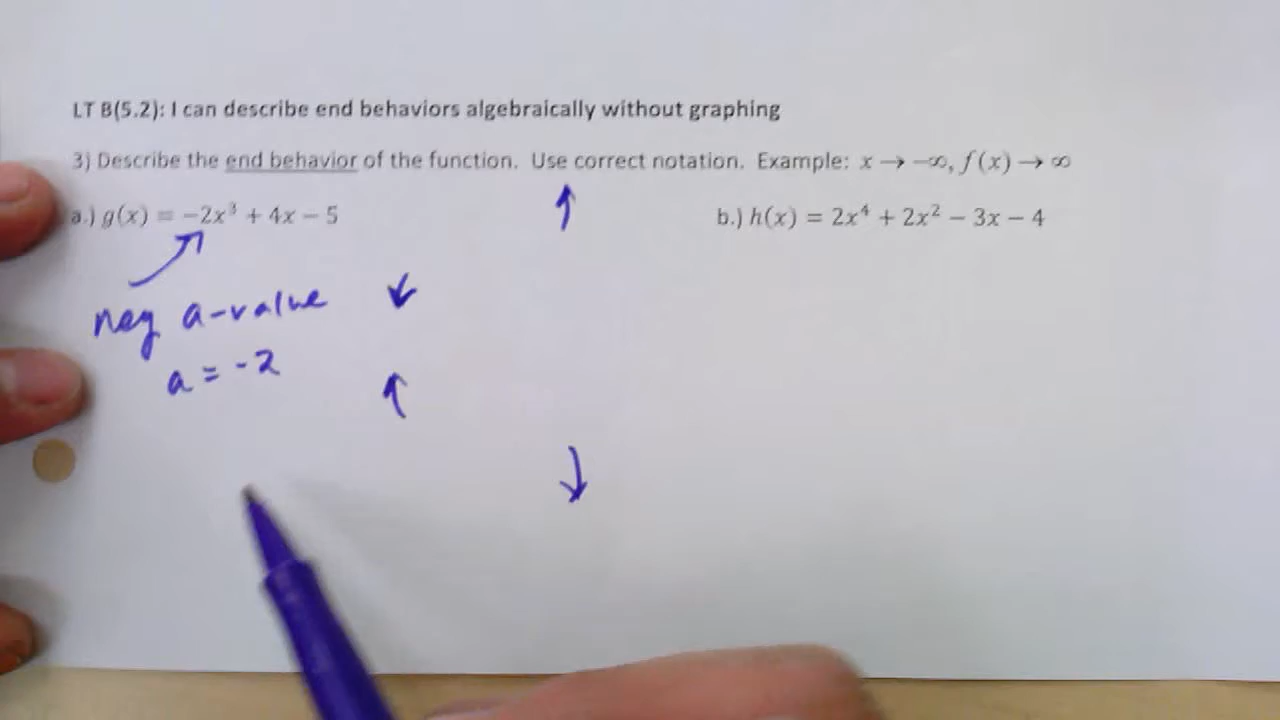 LT B(5.2): I can describe end behaviors algebraically without graphing
3) Describe the end behavior of the function. Use correct notation. Example: x → −∞, f(x) → ∞
a.) g(x) = −2x³ + 4x − 5
b.) h(x) = 2x⁴ + 2x² − 3x − 4
neg a-value
a = -2